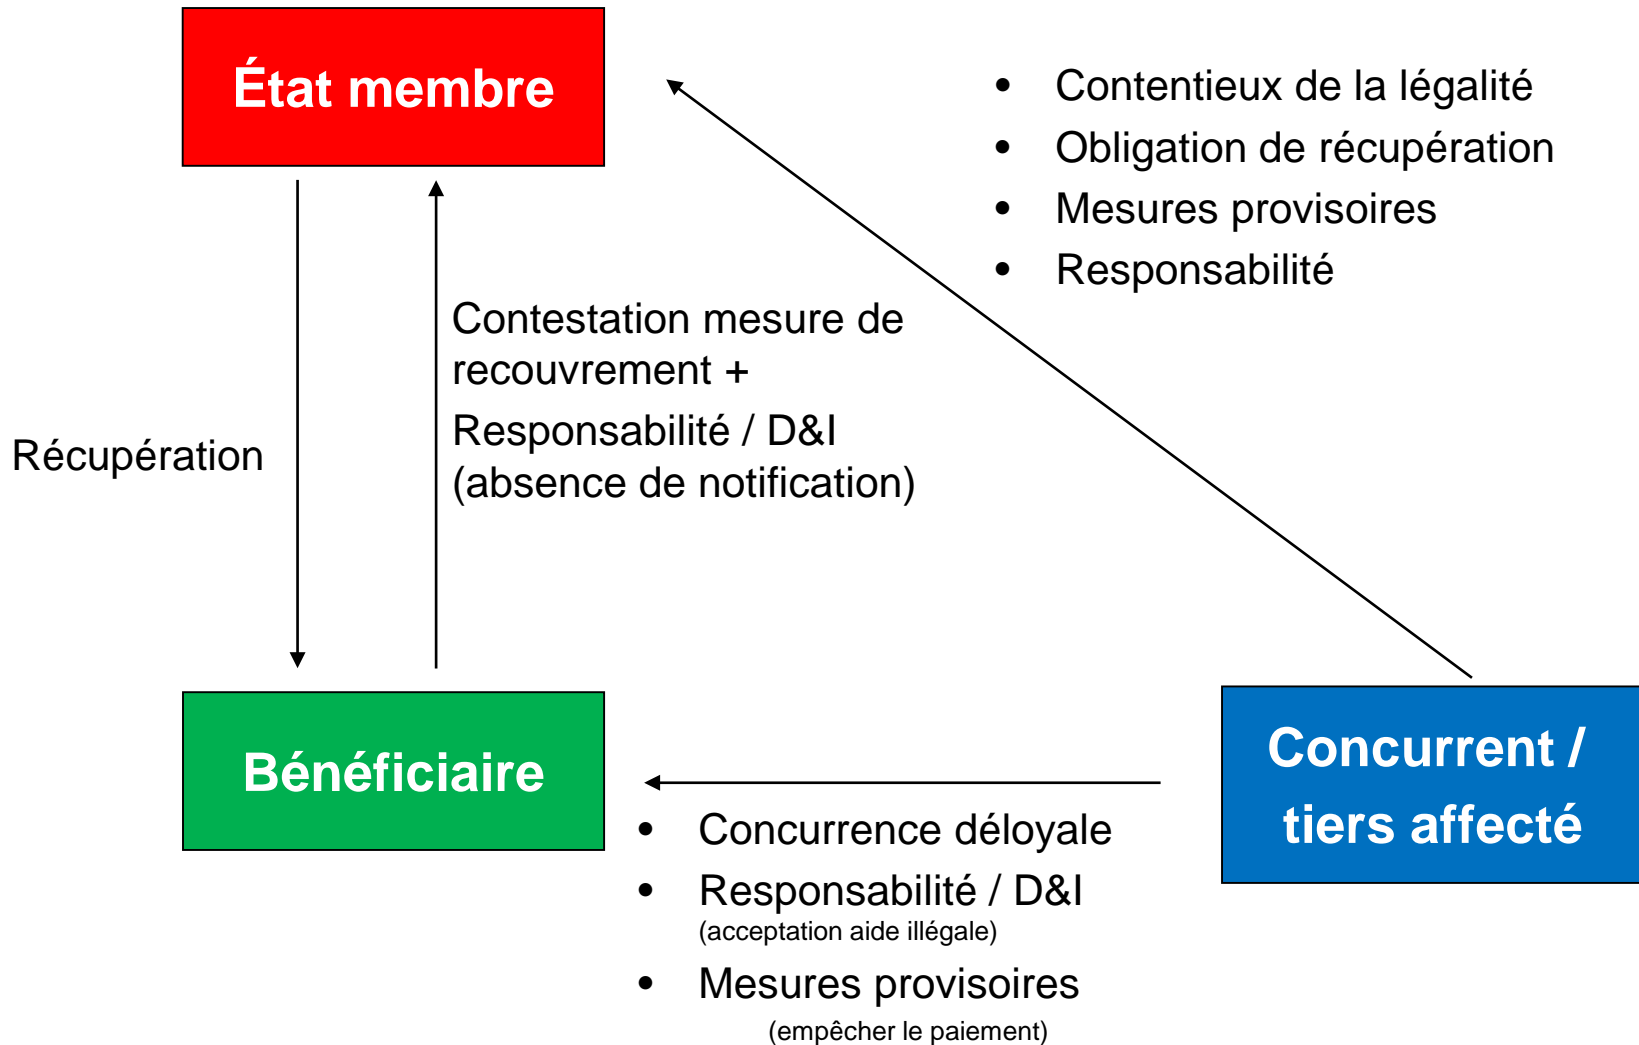 État membre
• Contentieux de la légalité
• Obligation de récupération
• Mesures provisoires
• Responsabilité
Contestation mesure de
recouvrement +
Responsabilité / D&I
(absence de notification)
Récupération
Bénéficiaire
Concurrent /
tiers affecté
• Concurrence déloyale
• Responsabilité / D&I
(acceptation aide illégale)
• Mesures provisoires
(empêcher le paiement)